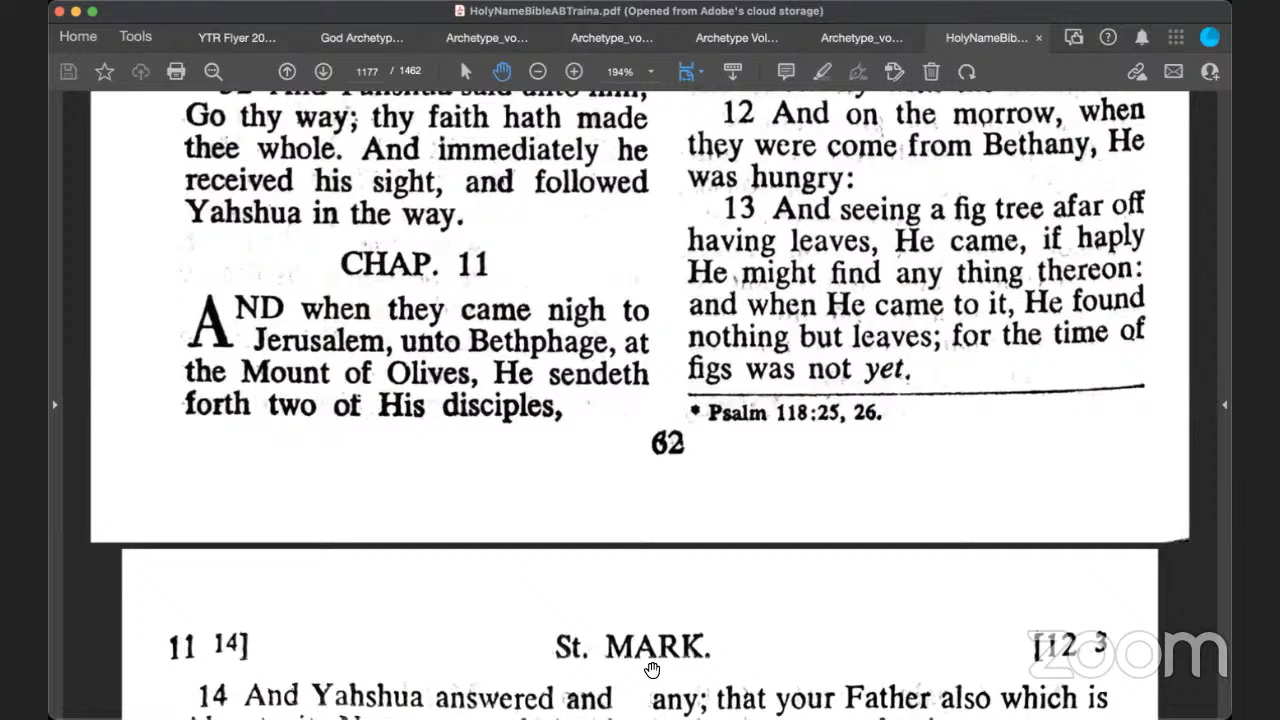 HolyNameBibleABTraina.pdf (Opened from Adobe's cloud storage)
Home Tools YTR Flyer 20... God Archetyp... Archetype_vo... Archetype_vo... Archetype Vol... Archetype_vo... HolyNameBib... ×
1177 / 1462 194%
Go thy way; thy faith hath made
thee whole. And immediately he
received his sight, and followed
Yahshua in the way.
CHAP. 11
AND when they came nigh to
Jerusalem, unto Bethphage, at
the Mount of Olives, He sendeth
forth two of His disciples,
12 And on the morrow, when
they were come from Bethany, He
was hungry:
13 And seeing a fig tree afar off
having leaves, He came, if haply
He might find any thing thereon:
and when He came to it, He found
nothing but leaves; for the time of
figs was not yet.
* Psalm 118:25, 26.
62
11 14] St. MARK. [12 3
zoom
14 And Yahshua answered and
any; that your Father also which is